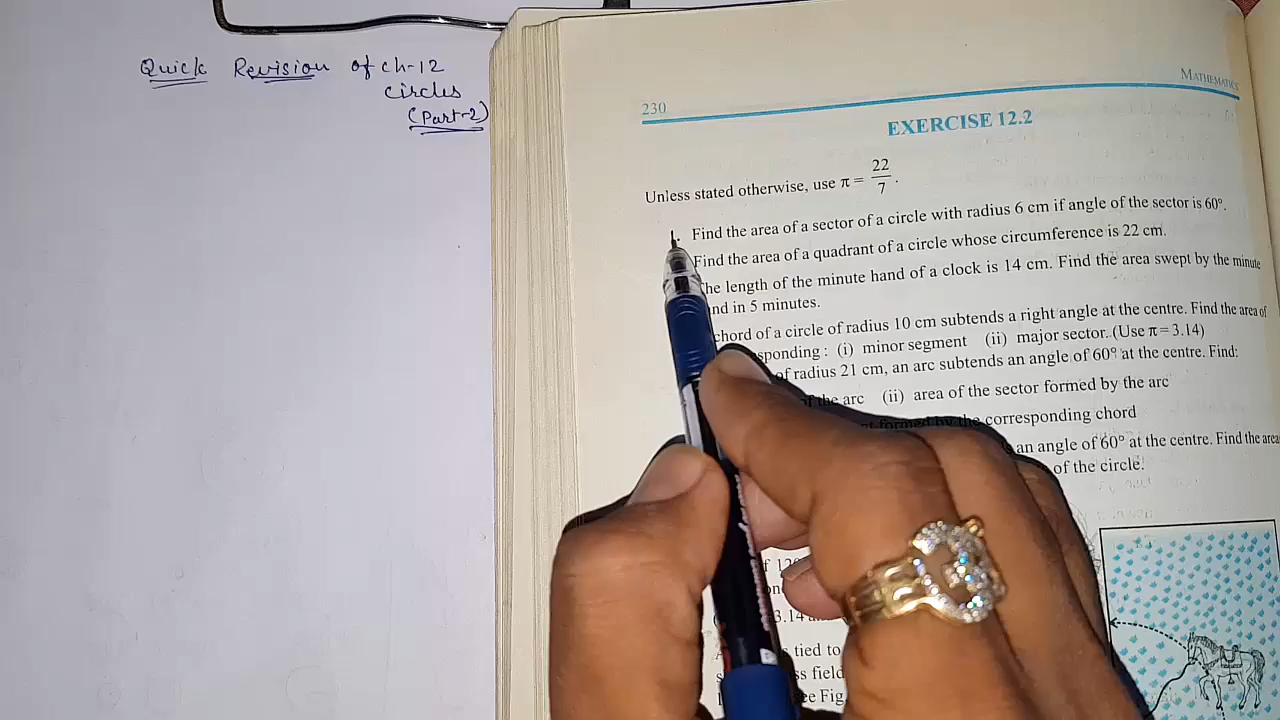 Quick Revision of ch-12
circles
(Part-2)
230
MATHEMATICS
EXERCISE 12.2
Unless stated otherwise, use π = 22/7.
1. Find the area of a sector of a circle with radius 6 cm if angle of the sector is 60°.
Find the area of a quadrant of a circle whose circumference is 22 cm.
The length of the minute hand of a clock is 14 cm. Find the area swept by the minute
and in 5 minutes.
chord of a circle of radius 10 cm subtends a right angle at the centre. Find the area of
sponding : (i) minor segment (ii) major sector. (Use π = 3.14)
of radius 21 cm, an arc subtends an angle of 60° at the centre. Find:
of the arc (ii) area of the sector formed by the arc
formed by the corresponding chord
an angle of 60° at the centre. Find the area
of the circle.
3.14
tied to
ss field
ee Fig